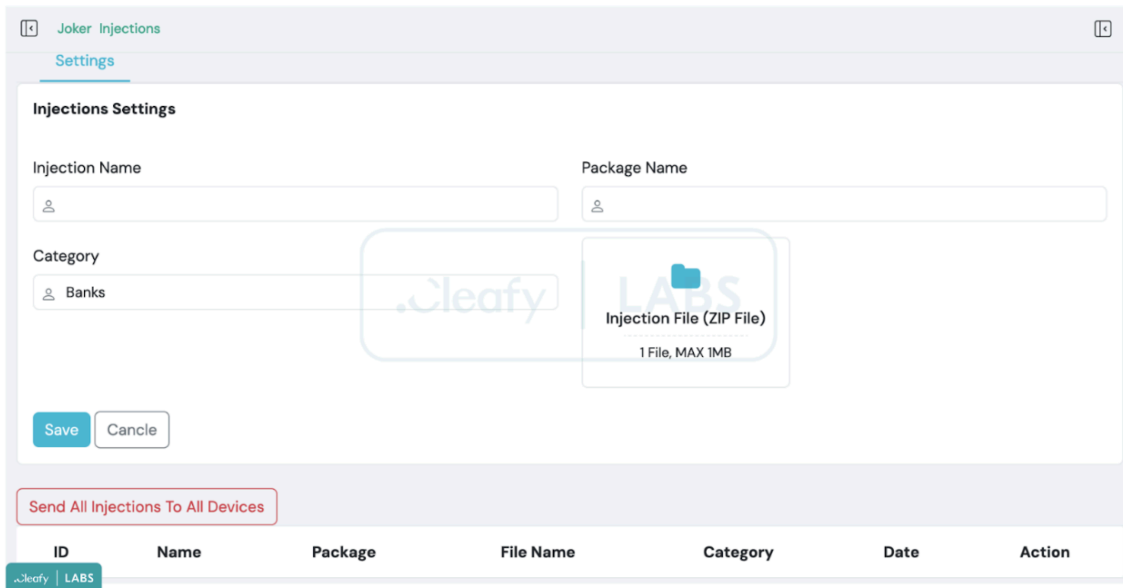 Joker Injections
Settings
Injections Settings
Injection Name
Package Name
Category
Banks
.Cleafy | LABS
Injection File (ZIP File)
1 File, MAX 1MB
Save
Cancle
Send All Injections To All Devices
ID Name Package File Name Category Date Action
.Cleafy | LABS